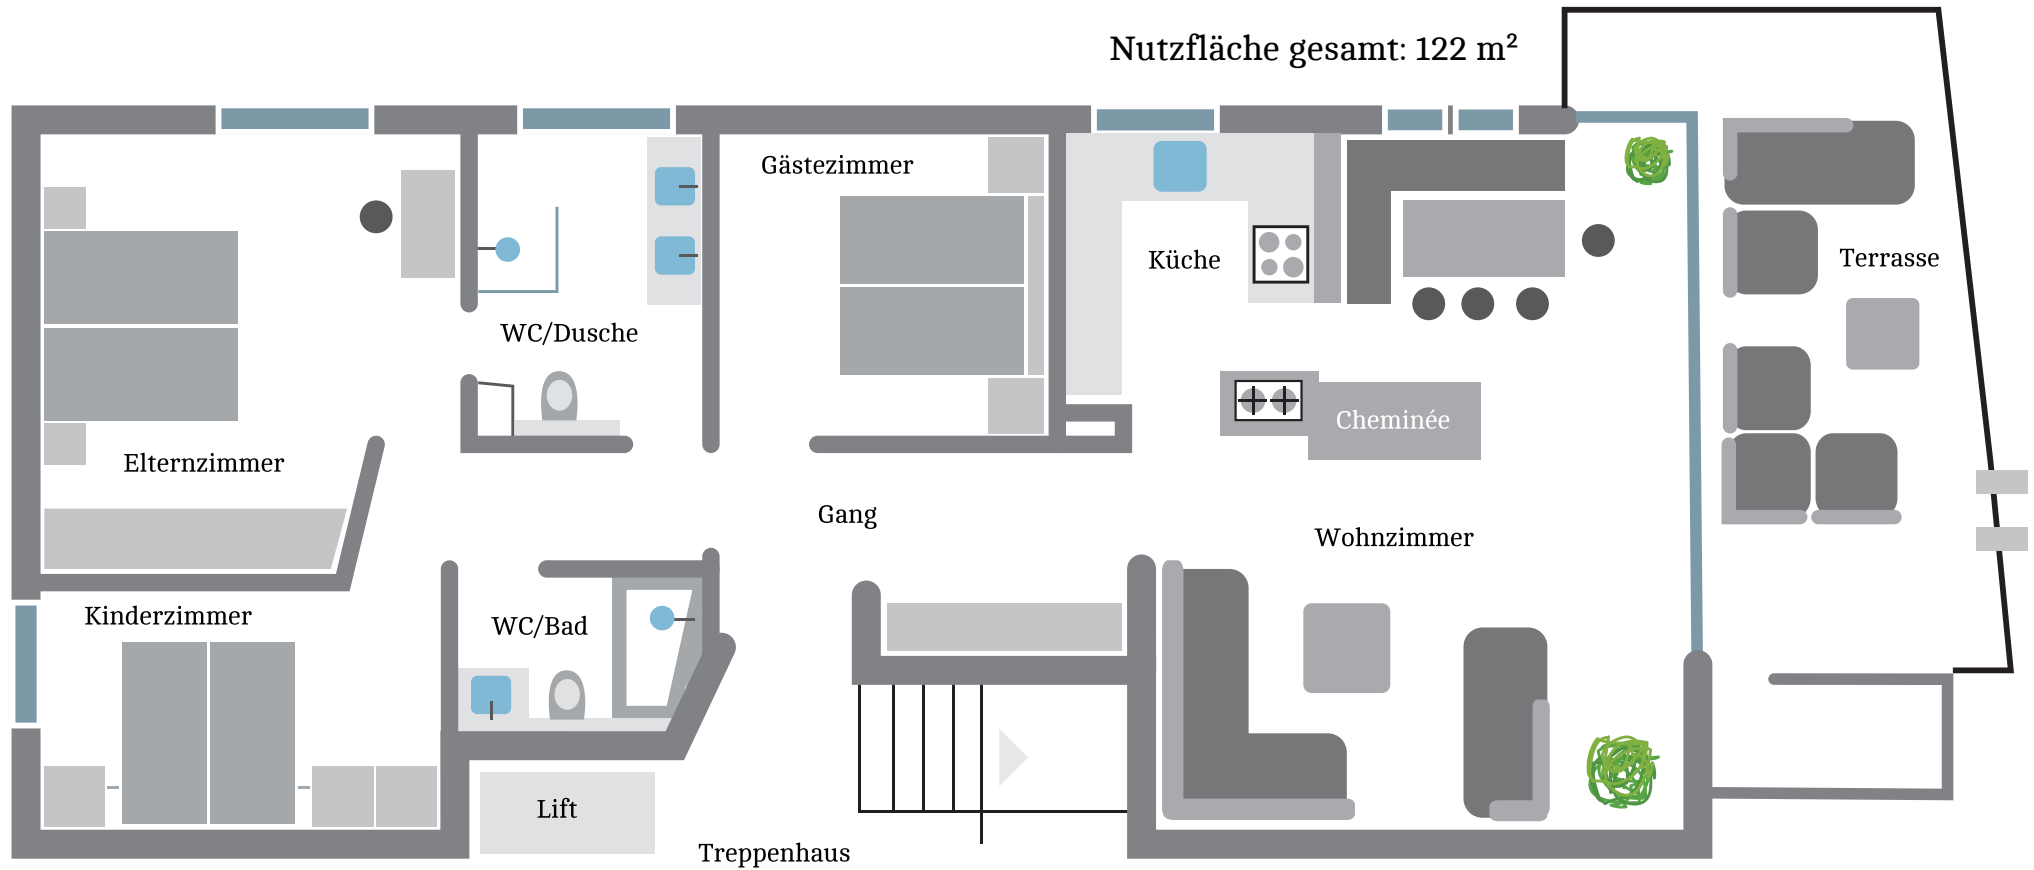 Nutzfläche gesamt: 122 m²
Gästezimmer
Küche
Terrasse
WC/Dusche
Cheminée
Elternzimmer
Gang
Wohnzimmer
Kinderzimmer
WC/Bad
Lift
Treppenhaus